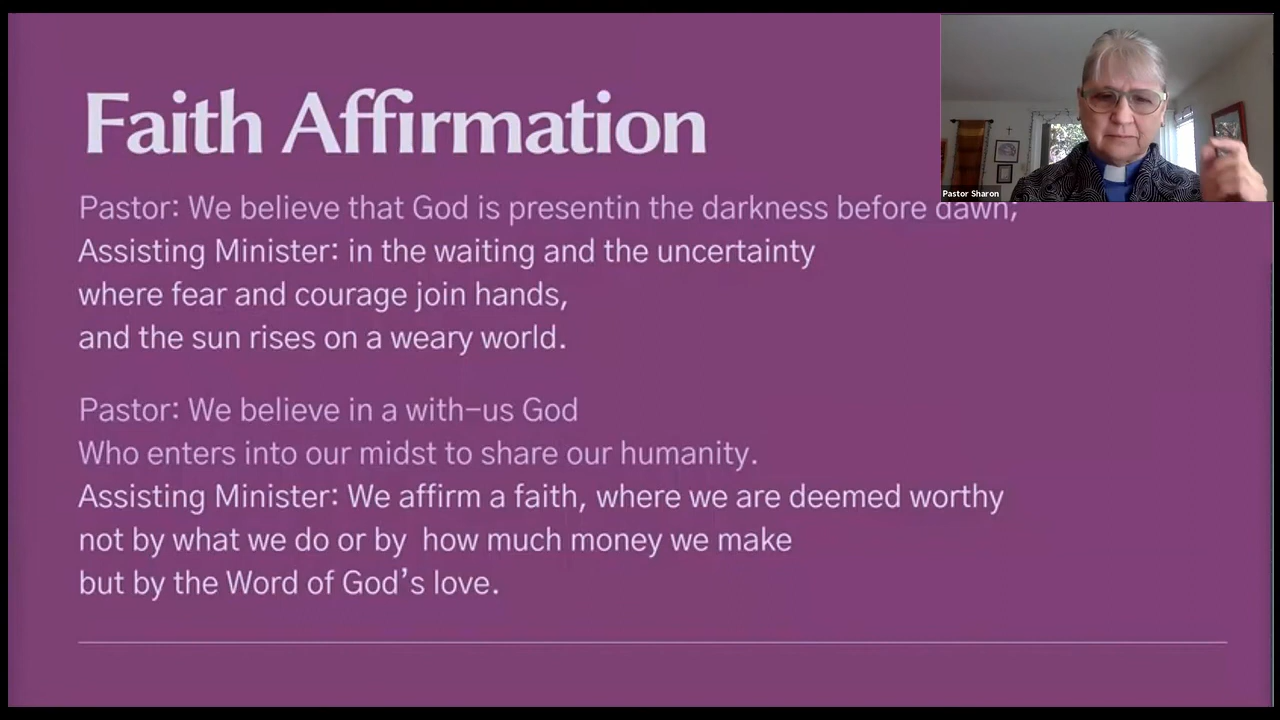 Faith Affirmation
Pastor Sharon
Pastor: We believe that God is presentin the darkness before dawn;
Assisting Minister: in the waiting and the uncertainty
where fear and courage join hands,
and the sun rises on a weary world.
Pastor: We believe in a with-us God
Who enters into our midst to share our humanity.
Assisting Minister: We affirm a faith, where we are deemed worthy
not by what we do or by  how much money we make
but by the Word of God’s love.